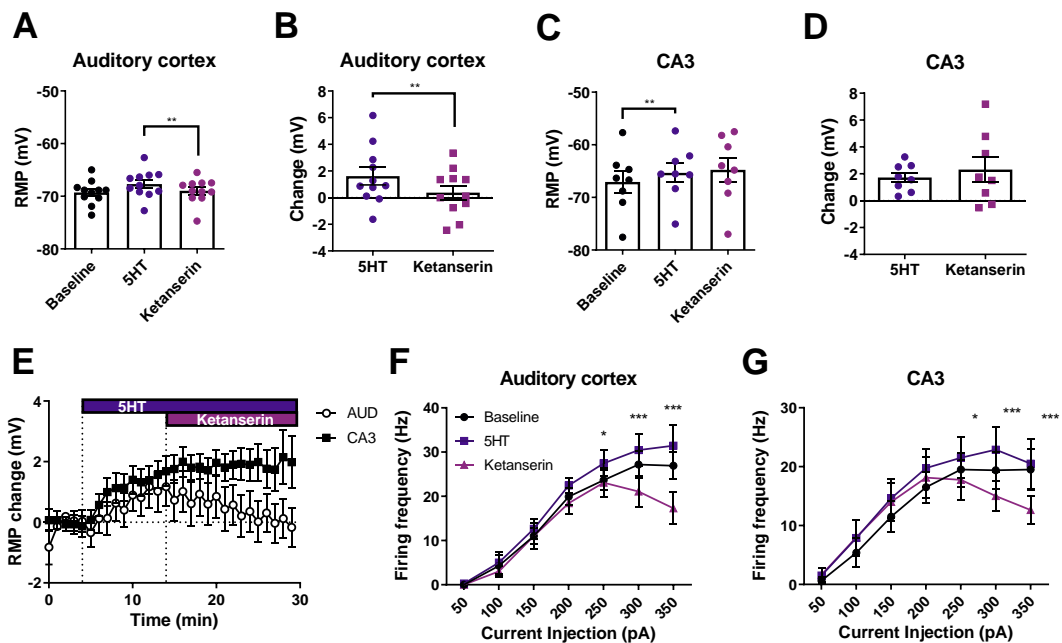 A
Auditory cortex
RMP (mV)
-50
-60
-70
-80
**
Baseline
5HT
Ketanserin
B
Auditory cortex
Change (mV)
8
6
4
2
0
-2
-4
**
5HT
Ketanserin
C
CA3
RMP (mV)
-50
-60
-70
-80
**
Baseline
5HT
Ketanserin
D
CA3
Change (mV)
8
6
4
2
0
-2
-4
5HT
Ketanserin
E
RMP change (mV)
4
2
0
-2
5HT
Ketanserin
AUD
CA3
0
10
20
30
Time (min)
F
Auditory cortex
Firing frequency (Hz)
40
30
20
10
0
Baseline
5HT
Ketanserin
*
***
***
50
100
150
200
250
300
350
Current Injection (pA)
G
CA3
Firing frequency (Hz)
30
20
10
0
*
***
***
50
100
150
200
250
300
350
Current Injection (pA)